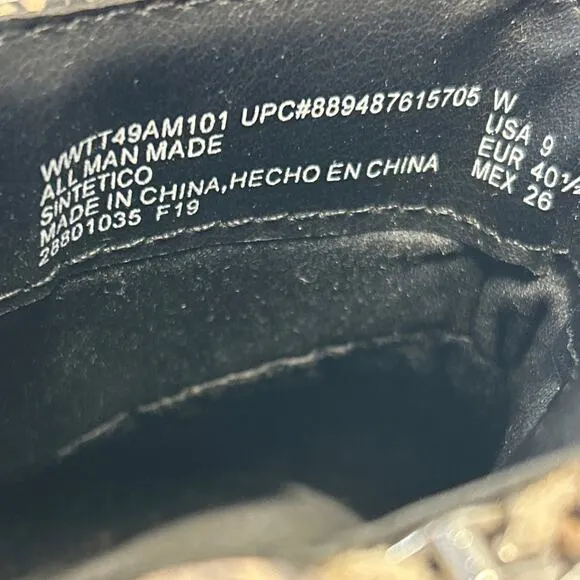 WWTT49AM101 UPC#889487615705 W
ALL MAN MADE
SINTETICO
MADE IN CHINA,HECHO EN CHINA
28801035 F19
USA 9
EUR 40½
MEX 26